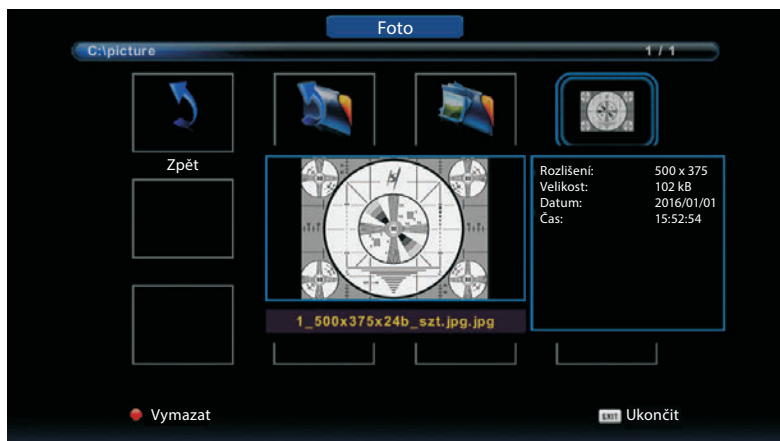 Foto
C:\picture 1 / 1
Zpět
Rozlišení: 500 x 375
Velikost: 102 kB
Datum: 2016/01/01
Čas: 15:52:54
1_500x375x24b_szt.jpg.jpg
Vymazat
EXIT Ukončit